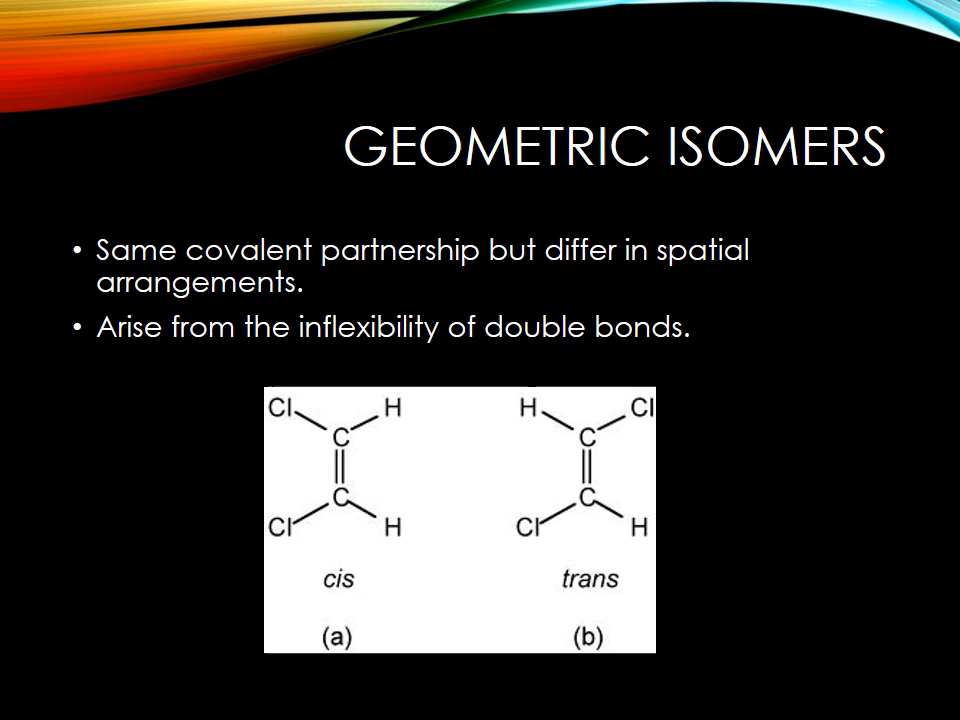 GEOMETRIC ISOMERS
• Same covalent partnership but differ in spatial
arrangements.
• Arise from the inflexibility of double bonds.
Cl H H Cl
C C
C C
Cl H Cl H
cis trans
(a) (b)